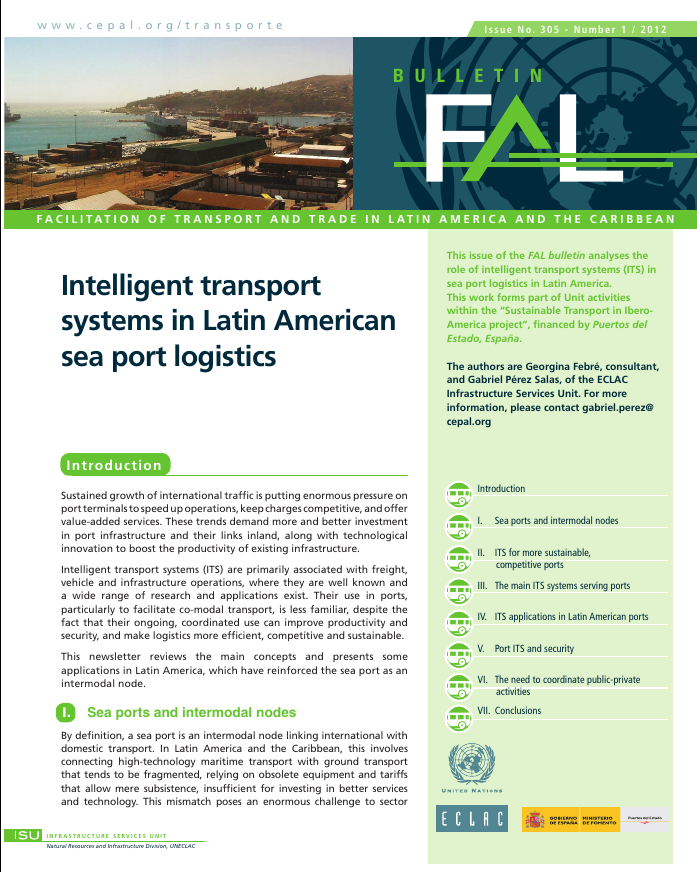 www.cepal.org/transporte
Issue No. 305 - Number 1 / 2012
BULLETIN
FAL
FACILITATION OF TRANSPORT AND TRADE IN LATIN AMERICA AND THE CARIBBEAN
Intelligent transport
systems in Latin American
sea port logistics
Introduction
Sustained growth of international traffic is putting enormous pressure on
port terminals to speed up operations, keep charges competitive, and offer
value-added services. These trends demand more and better investment
in port infrastructure and their links inland, along with technological
innovation to boost the productivity of existing infrastructure.
Intelligent transport systems (ITS) are primarily associated with freight,
vehicle and infrastructure operations, where they are well known and
a wide range of research and applications exist. Their use in ports,
particularly to facilitate co-modal transport, is less familiar, despite the
fact that their ongoing, coordinated use can improve productivity and
security, and make logistics more efficient, competitive and sustainable.
This newsletter reviews the main concepts and presents some
applications in Latin America, which have reinforced the sea port as an
intermodal node.
I. Sea ports and intermodal nodes
By definition, a sea port is an intermodal node linking international with
domestic transport. In Latin America and the Caribbean, this involves
connecting high-technology maritime transport with ground transport
that tends to be fragmented, relying on obsolete equipment and tariffs
that allow mere subsistence, insufficient for investing in better services
and technology. This mismatch poses an enormous challenge to sector
This issue of the FAL bulletin analyses the
role of intelligent transport systems (ITS) in
sea port logistics in Latin America.
This work forms part of Unit activities
within the "Sustainable Transport in Ibero-
America project", financed by Puertos del
Estado, España.
The authors are Georgina Febré, consultant,
and Gabriel Pérez Salas, of the ECLAC
Infrastructure Services Unit. For more
information, please contact gabriel.perez@
cepal.org
Introduction
I. Sea ports and intermodal nodes
II. ITS for more sustainable,
competitive ports
III. The main ITS systems serving ports
IV. ITS applications in Latin American ports
V. Port ITS and security
VI. The need to coordinate public-private
activities
VII. Conclusions
UNITED NATIONS
ECLAC
GOBIERNO
DE ESPAÑA
MINISTERIO
DE FOMENTO
Puertos del Estado
ISU
INFRASTRUCTURE SERVICES UNIT
Natural Resources and Infrastructure Division, UNECLAC